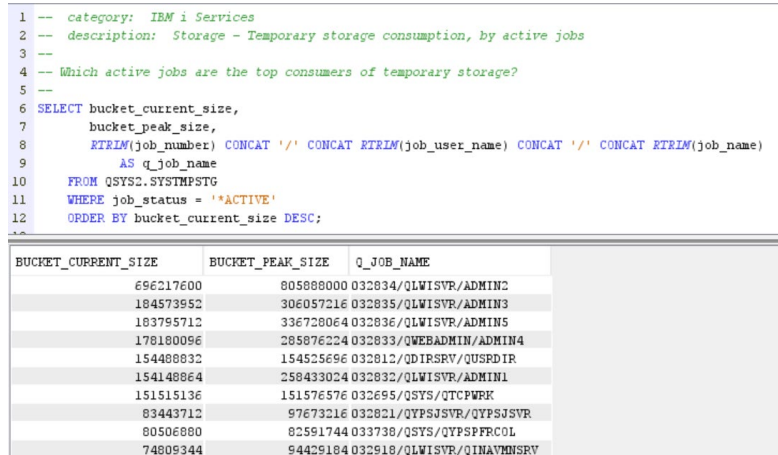 1 -- category: IBM i Services
2 -- description: Storage - Temporary storage consumption, by active jobs
3 --
4 -- Which active jobs are the top consumers of temporary storage?
5 --
6 SELECT bucket_current_size,
7 bucket_peak_size,
8 RTRIM(job_number) CONCAT '/' CONCAT RTRIM(job_user_name) CONCAT '/' CONCAT RTRIM(job_name)
9 AS q_job_name
10 FROM QSYS2.SYSTMPSTG
11 WHERE job_status = '*ACTIVE'
12 ORDER BY bucket_current_size DESC;
BUCKET_CURRENT_SIZE BUCKET_PEAK_SIZE Q_JOB_NAME
696217600 805888000 032834/QLWISVR/ADMIN2
184573952 306057216 032835/QLWISVR/ADMIN3
183795712 336728064 032836/QLWISVR/ADMIN5
178180096 285876224 032833/QWEBADMIN/ADMIN4
154488832 154525696 032812/QDIRSRV/QUSRDIR
154148864 258433024 032832/QLWISVR/ADMIN1
151515136 151576576 032695/QSYS/QTCPWRK
83443712 97673216 032821/QYPSJSVR/QYPSJSVR
80506880 82591744 033738/QSYS/QYPSPFRCOL
74809344 94429184 032918/QLWISVR/QINAVMNSRV